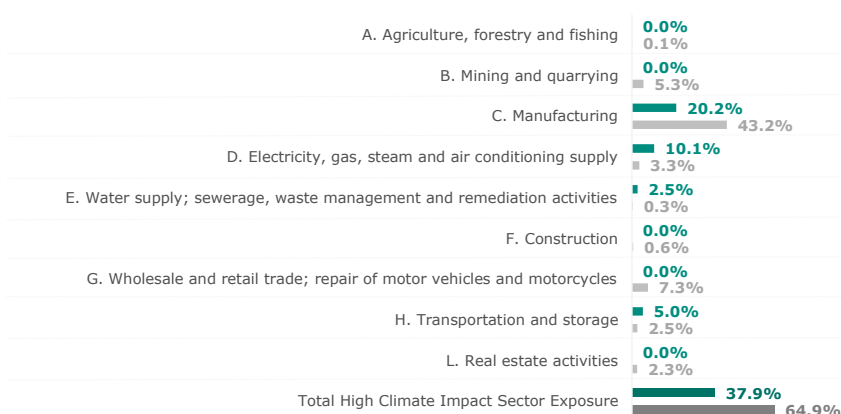 A. Agriculture, forestry and fishing
0.0%
0.1%
B. Mining and quarrying
0.0%
5.3%
C. Manufacturing
20.2%
43.2%
D. Electricity, gas, steam and air conditioning supply
10.1%
3.3%
E. Water supply; sewerage, waste management and remediation activities
2.5%
0.3%
F. Construction
0.0%
0.6%
G. Wholesale and retail trade; repair of motor vehicles and motorcycles
0.0%
7.3%
H. Transportation and storage
5.0%
2.5%
L. Real estate activities
0.0%
2.3%
Total High Climate Impact Sector Exposure
37.9%
64.9%